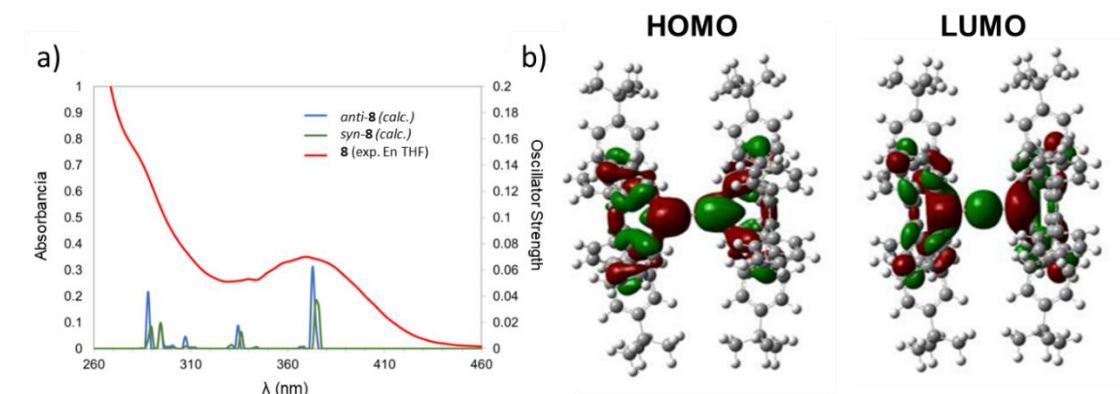 a)
b)
HOMO
LUMO
Absorbancia
1
0.9
0.8
0.7
0.6
0.5
0.4
0.3
0.2
0.1
0
anti-8 (calc.)
syn-8 (calc.)
8 (exp. En THF)
0.2
0.18
0.16
0.14
0.12
0.1
0.08
0.06
0.04
0.02
0
Oscillator Strength
260 310 360 410 460
λ (nm)